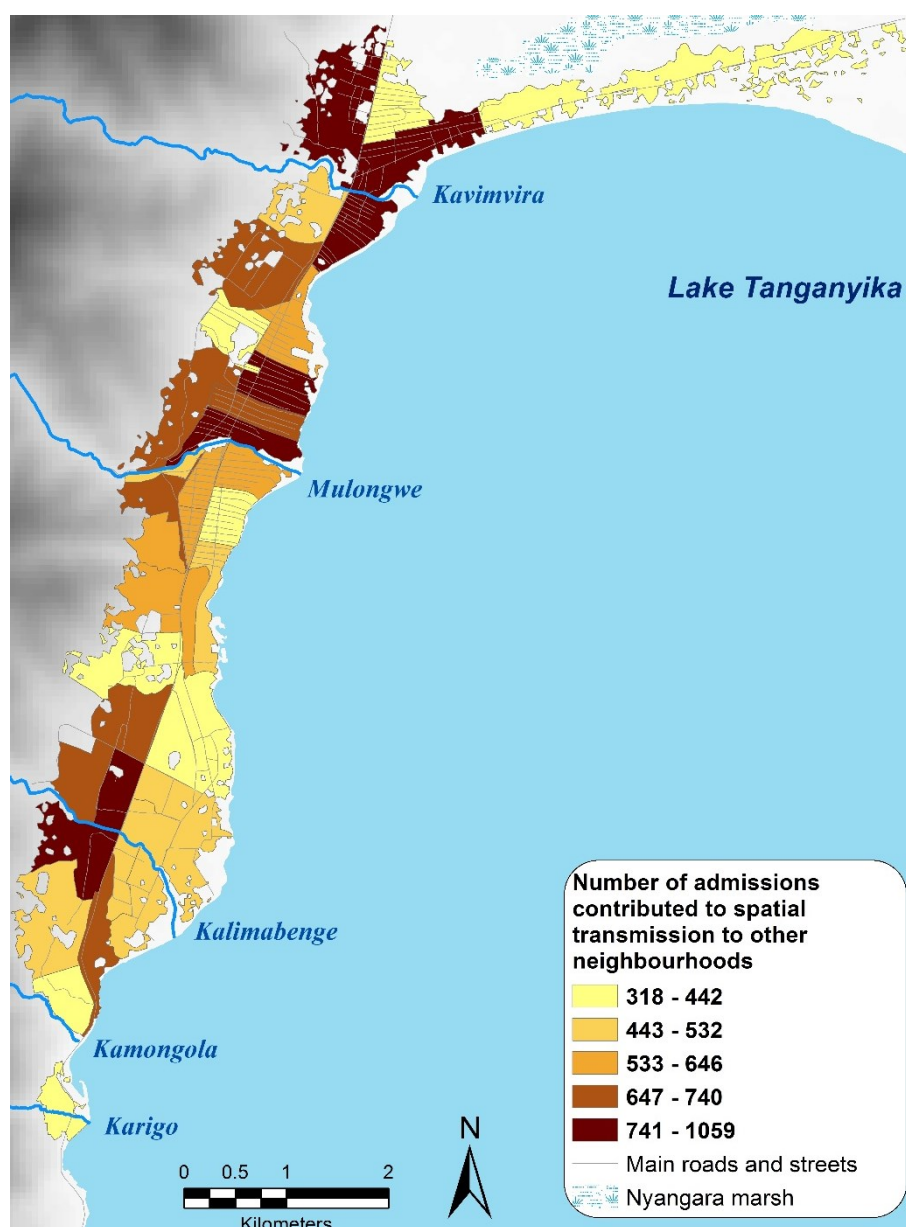 Kavimvira
Lake Tanganyika
Mulongwe
Number of admissions
contributed to spatial
transmission to other
neighbourhoods
318 - 442
443 - 532
533 - 646
647 - 740
741 - 1059
Main roads and streets
Nyangara marsh
Kalimabenge
Kamongola
Karigo
N
0 0.5 1 2
Kilometers